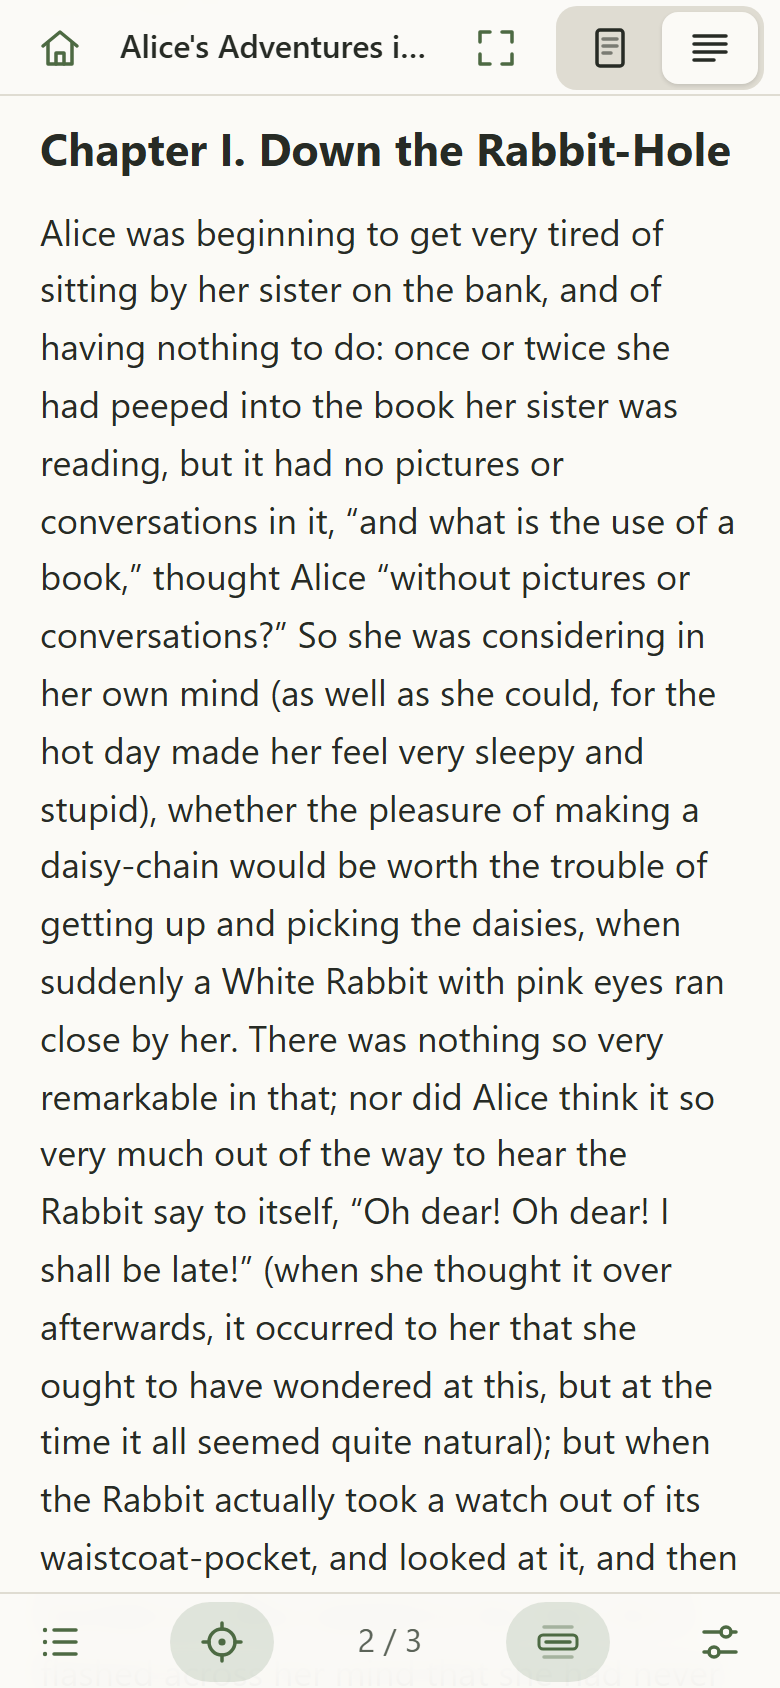 Alice's Adventures i...
Chapter I. Down the Rabbit-Hole
Alice was beginning to get very tired of
sitting by her sister on the bank, and of
having nothing to do: once or twice she
had peeped into the book her sister was
reading, but it had no pictures or
conversations in it, “and what is the use of a
book,” thought Alice “without pictures or
conversations?” So she was considering in
her own mind (as well as she could, for the
hot day made her feel very sleepy and
stupid), whether the pleasure of making a
daisy-chain would be worth the trouble of
getting up and picking the daisies, when
suddenly a White Rabbit with pink eyes ran
close by her. There was nothing so very
remarkable in that; nor did Alice think it so
very much out of the way to hear the
Rabbit say to itself, “Oh dear! Oh dear! I
shall be late!” (when she thought it over
afterwards, it occurred to her that she
ought to have wondered at this, but at the
time it all seemed quite natural); but when
the Rabbit actually took a watch out of its
waistcoat-pocket, and looked at it, and then
2 / 3
flashed across her mind that she had never